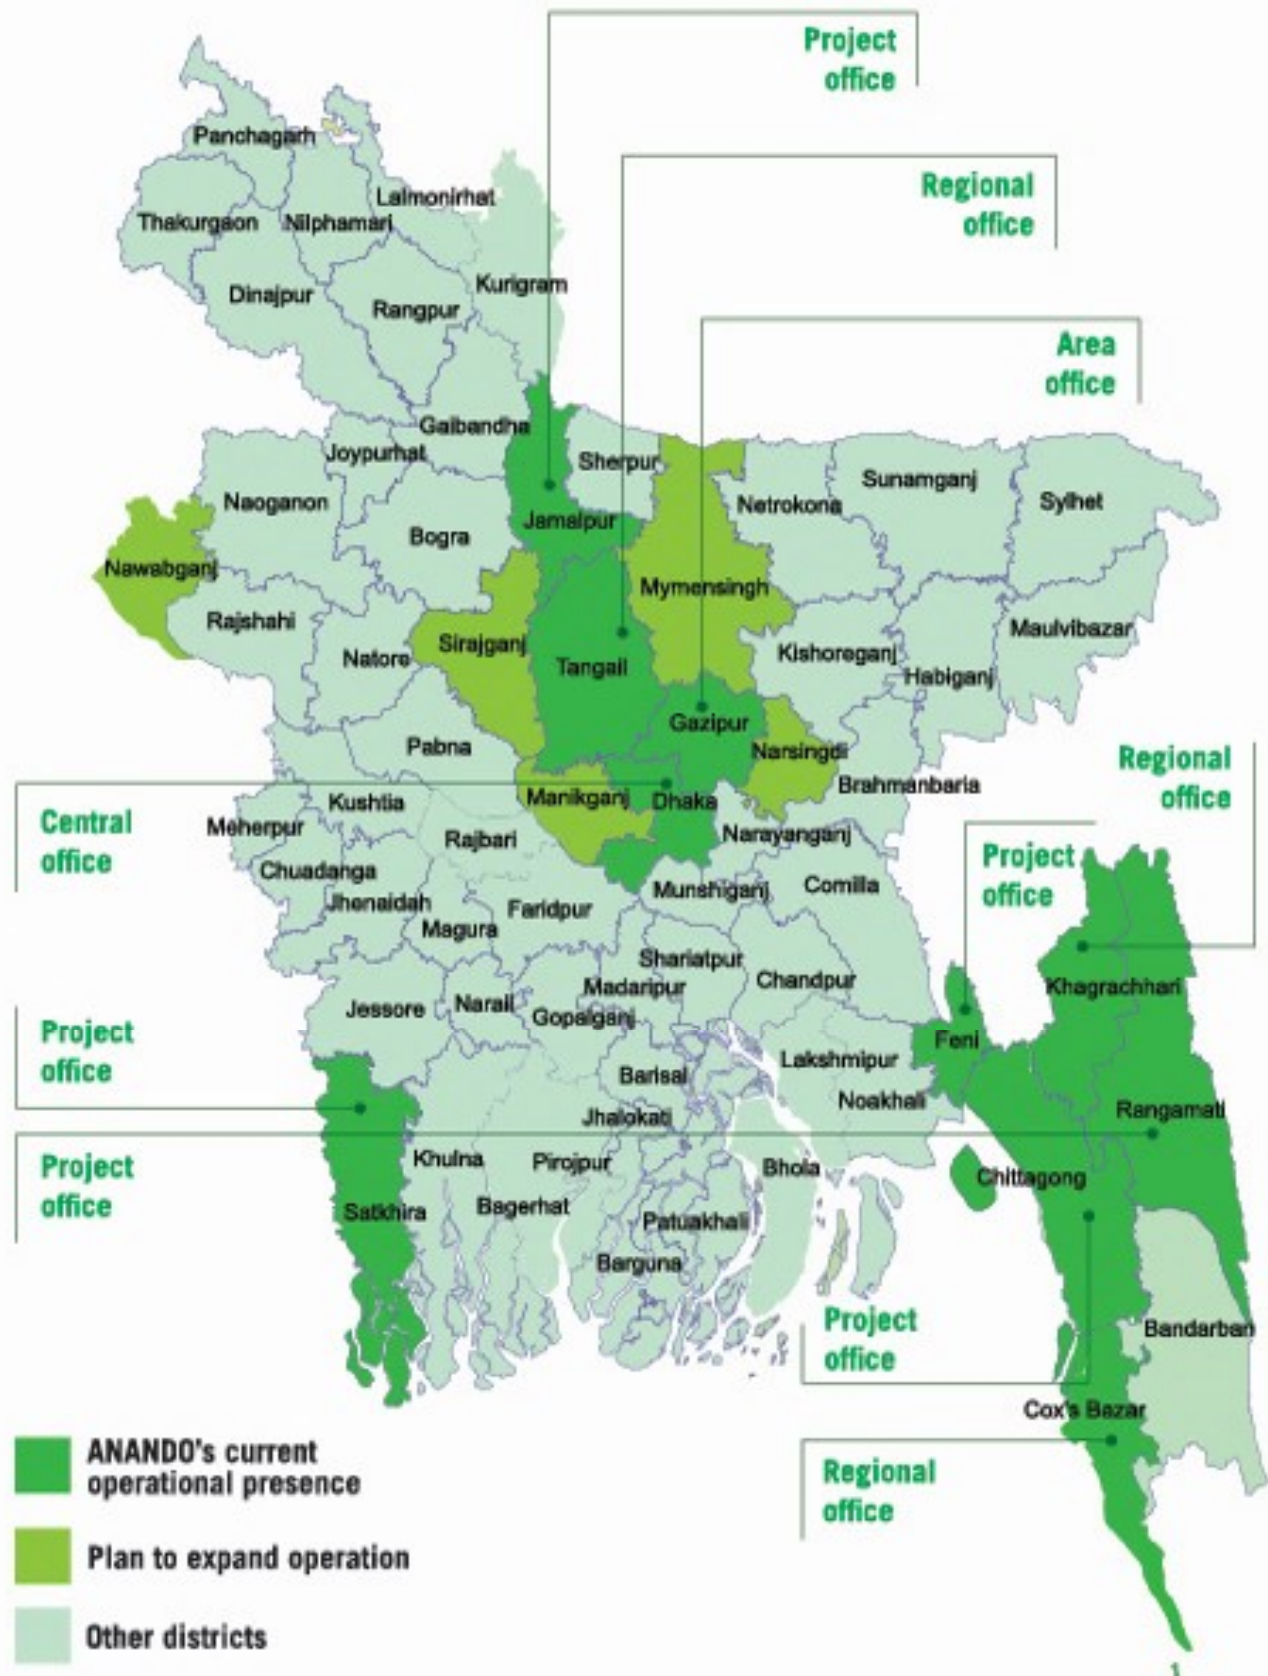 Project
office
Regional
office
Area
office
Panchagarh
Lalmonirhat
Thakurgaon
Nilphamari
Kurigram
Dinajpur
Rangpur
Gaibandha
Joypurhat
Sherpur
Sunamganj
Naoganon
Netrokona
Sylhet
Jamalpur
Bogra
Nawabganj
Mymensingh
Rajshahi
Maulvibazar
Sirajganj
Natore
Tangail
Kishoreganj
Habiganj
Gazipur
Pabna
Narsingdi
Regional
office
Brahmanbaria
Manikganj
Dhaka
Kushtia
Central
office
Meherpur
Rajbari
Narayanganj
Project
office
Chuadanga
Munshiganj
Comilla
Jhenaidah
Faridpur
Magura
Shariatpur
Chandpur
Madaripur
Khagrachhari
Jessore
Narail
Gopalganj
Project
office
Feni
Lakshmipur
Barisal
Noakhali
Rangamati
Jhalokati
Khulna
Pirojpur
Bhola
Project
office
Chittagong
Satkhira
Bagerhat
Patuakhali
Barguna
Project
office
Bandarban
Cox's Bazar
Regional
office
ANANDO's current
operational presence
Plan to expand operation
Other districts
1